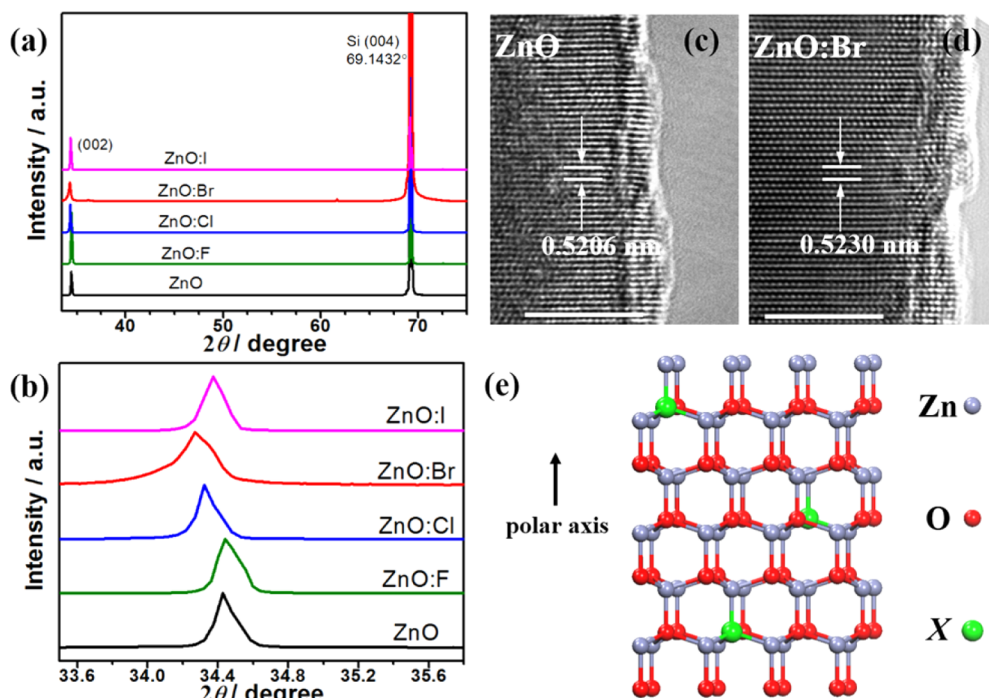 (a)
Intensity / a.u.
Si (004)
69.1432°
(002)
ZnO:I
ZnO:Br
ZnO:Cl
ZnO:F
ZnO
40 50 60 70
2θ / degree
ZnO (c)
0.5206 nm
ZnO:Br (d)
0.5230 nm
(b)
Intensity / a.u.
ZnO:I
ZnO:Br
ZnO:Cl
ZnO:F
ZnO
33.6 34.0 34.4 34.8 35.2 35.6
2θ / degree
(e)
polar axis
Zn
O
X